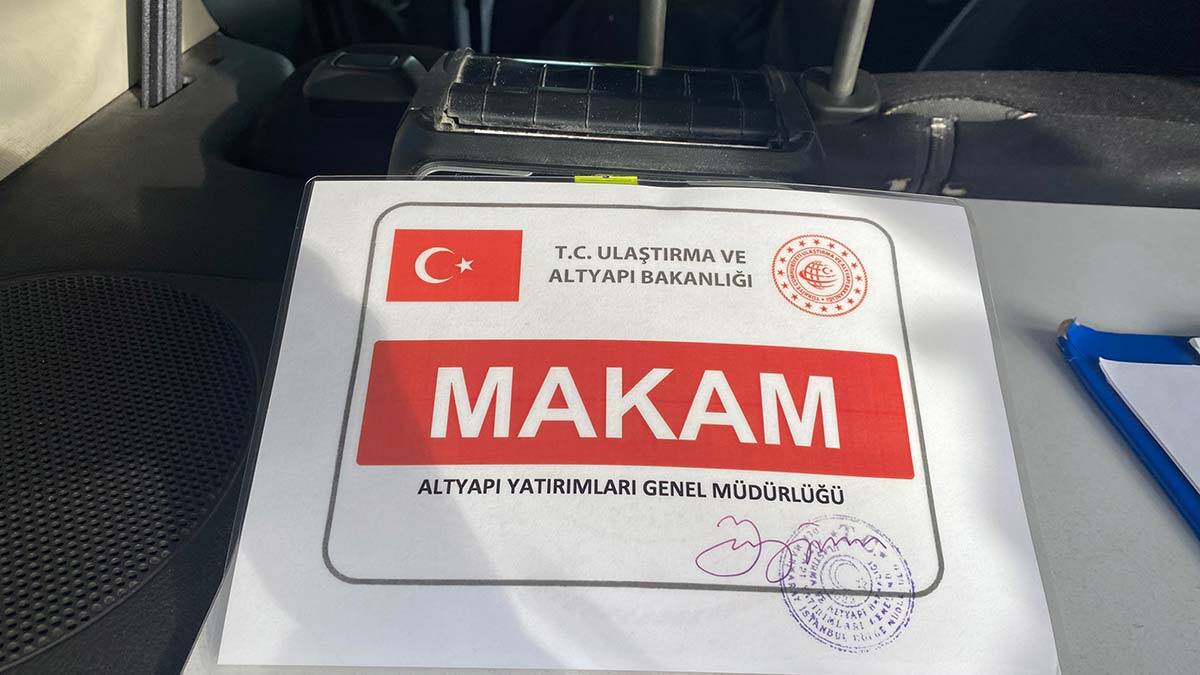 T.C. ULAŞTIRMA VE
ALTYAPI BAKANLIĞI
MAKAM
ALTYAPI YATIRIMLARI GENEL MÜDÜRLÜĞÜ